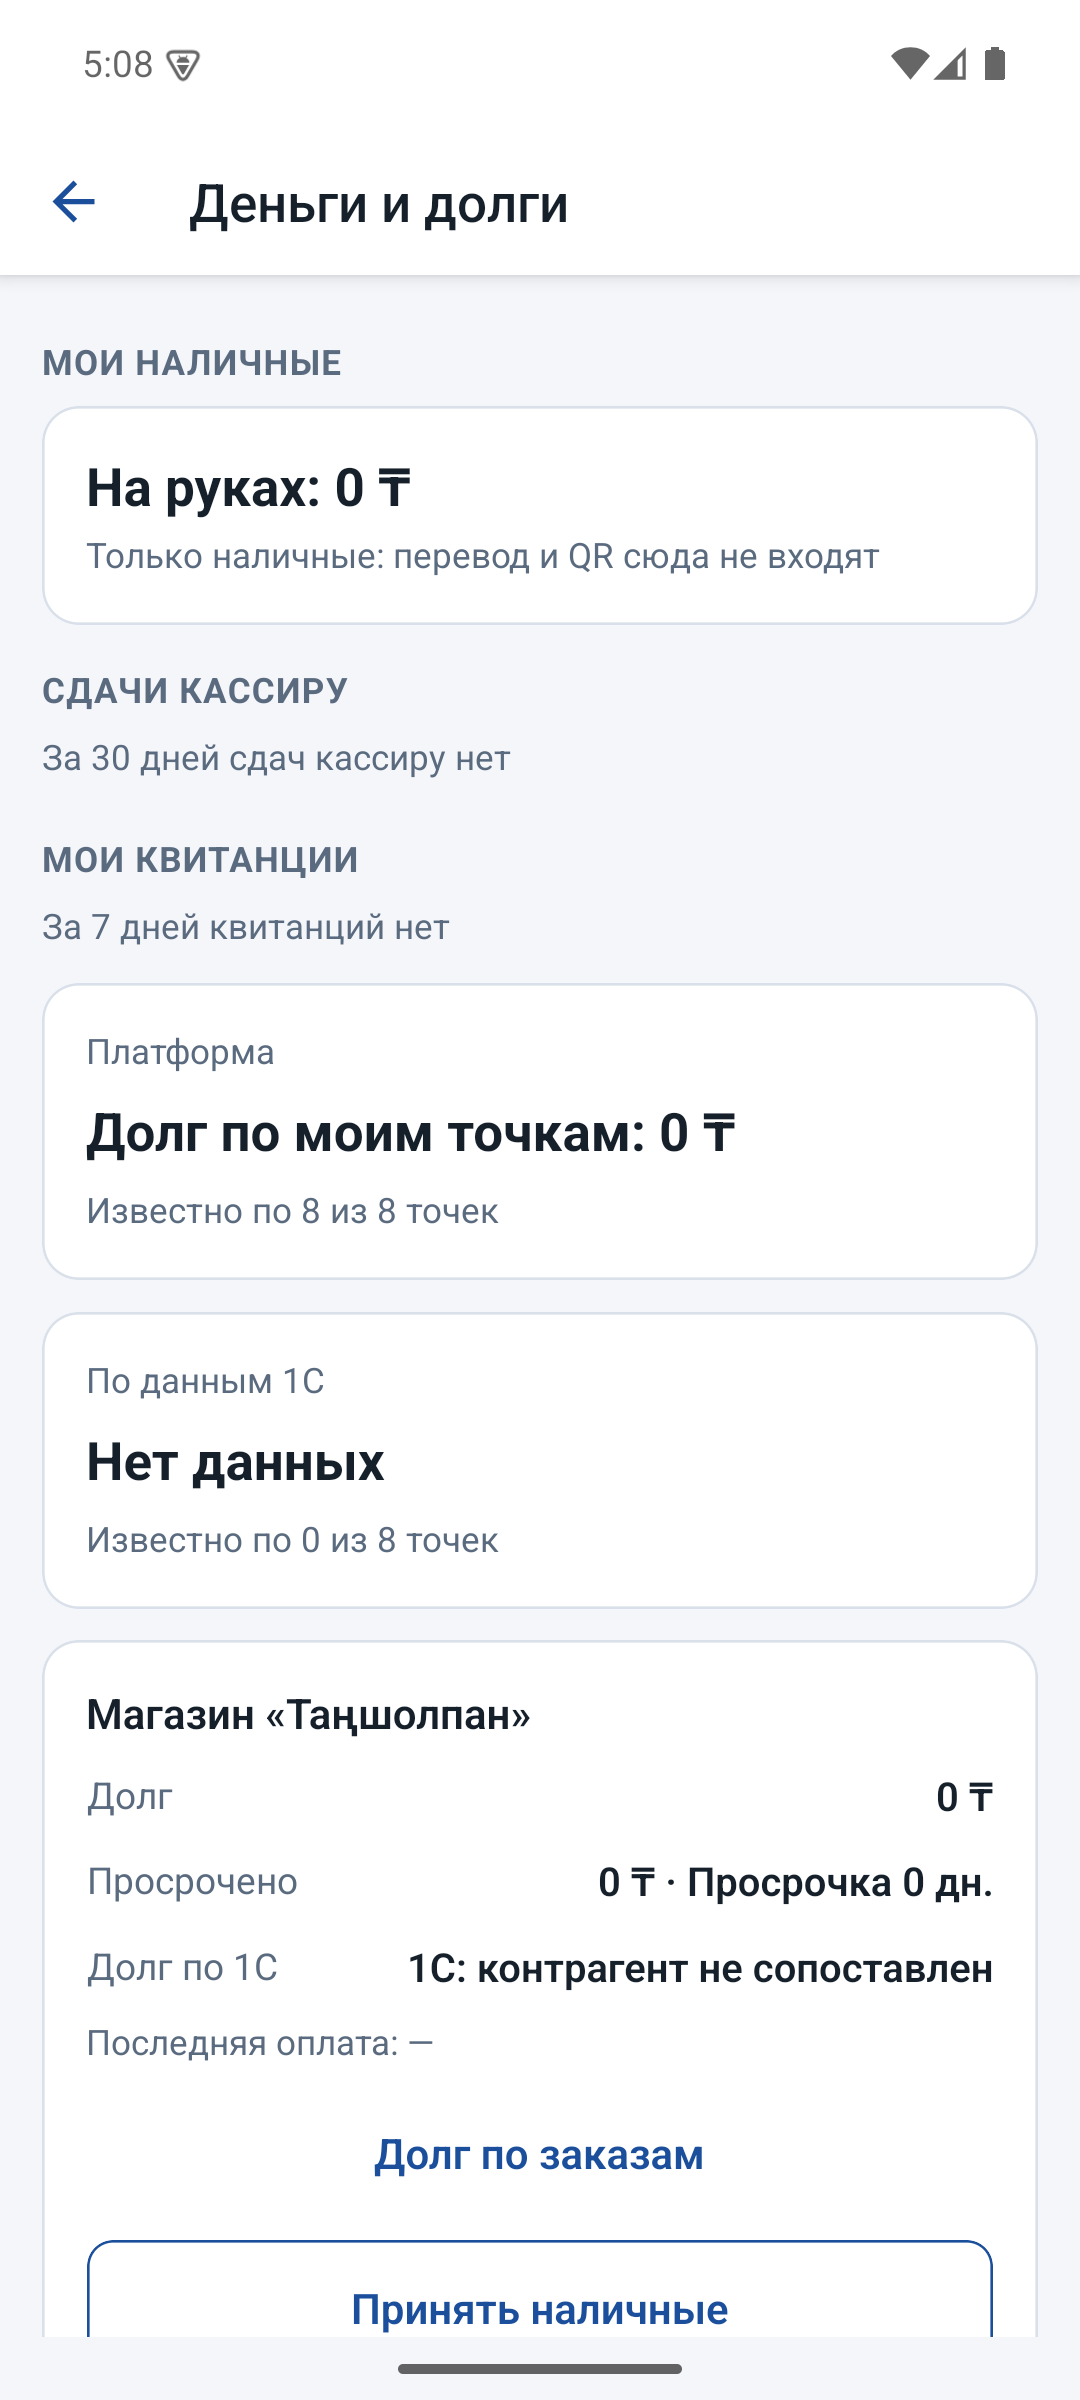 5:08
Деньги и долги
МОИ НАЛИЧНЫЕ
На руках: 0 ₸
Только наличные: перевод и QR сюда не входят
СДАЧИ КАССИРУ
За 30 дней сдач кассиру нет
МОИ КВИТАНЦИИ
За 7 дней квитанций нет
Платформа
Долг по моим точкам: 0 ₸
Известно по 8 из 8 точек
По данным 1С
Нет данных
Известно по 0 из 8 точек
Магазин «Таңшолпан»
Долг 0 ₸
Просрочено 0 ₸ · Просрочка 0 дн.
Долг по 1С 1С: контрагент не сопоставлен
Последняя оплата: —
Долг по заказам
Принять наличные